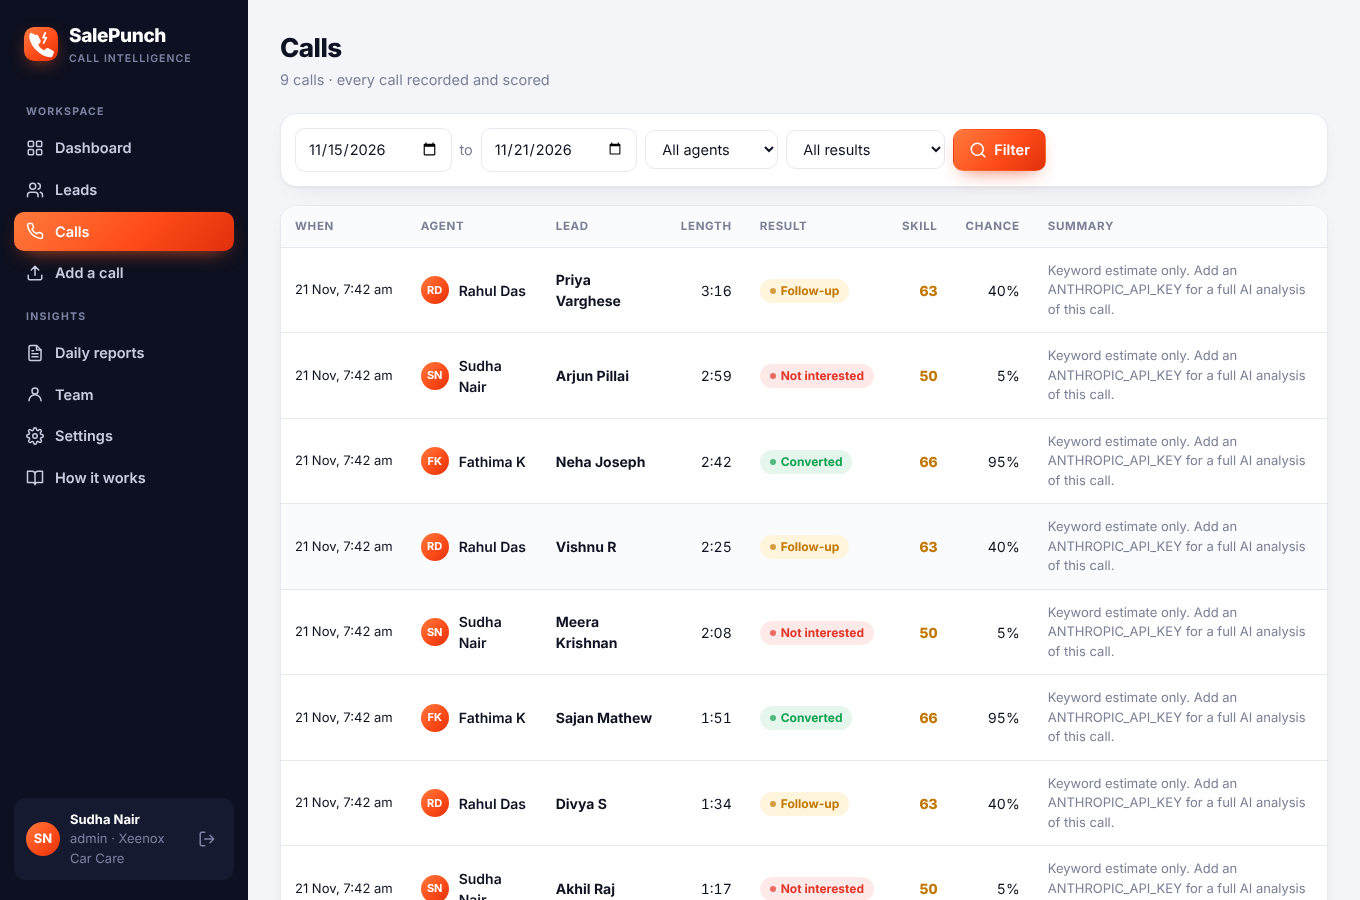 SalePunch
CALL INTELLIGENCE
WORKSPACE
Dashboard
Leads
Calls
Add a call
INSIGHTS
Daily reports
Team
Settings
How it works
SN
Sudha Nair
admin · Xeenox
Car Care
Calls
9 calls · every call recorded and scored
11/15/2026 to 11/21/2026 All agents All results Filter
WHEN AGENT LEAD LENGTH RESULT SKILL CHANCE SUMMARY
21 Nov, 7:42 am RD Rahul Das Priya Varghese 3:16 Follow-up 63 40% Keyword estimate only. Add an
ANTHROPIC_API_KEY for a full AI analysis
of this call.
21 Nov, 7:42 am SN Sudha Nair Arjun Pillai 2:59 Not interested 50 5% Keyword estimate only. Add an
ANTHROPIC_API_KEY for a full AI analysis
of this call.
21 Nov, 7:42 am FK Fathima K Neha Joseph 2:42 Converted 66 95% Keyword estimate only. Add an
ANTHROPIC_API_KEY for a full AI analysis
of this call.
21 Nov, 7:42 am RD Rahul Das Vishnu R 2:25 Follow-up 63 40% Keyword estimate only. Add an
ANTHROPIC_API_KEY for a full AI analysis
of this call.
21 Nov, 7:42 am SN Sudha Nair Meera Krishnan 2:08 Not interested 50 5% Keyword estimate only. Add an
ANTHROPIC_API_KEY for a full AI analysis
of this call.
21 Nov, 7:42 am FK Fathima K Sajan Mathew 1:51 Converted 66 95% Keyword estimate only. Add an
ANTHROPIC_API_KEY for a full AI analysis
of this call.
21 Nov, 7:42 am RD Rahul Das Divya S 1:34 Follow-up 63 40% Keyword estimate only. Add an
ANTHROPIC_API_KEY for a full AI analysis
of this call.
21 Nov, 7:42 am SN Sudha Nair Akhil Raj 1:17 Not interested 50 5% Keyword estimate only. Add an
ANTHROPIC_API_KEY for a full AI analysis